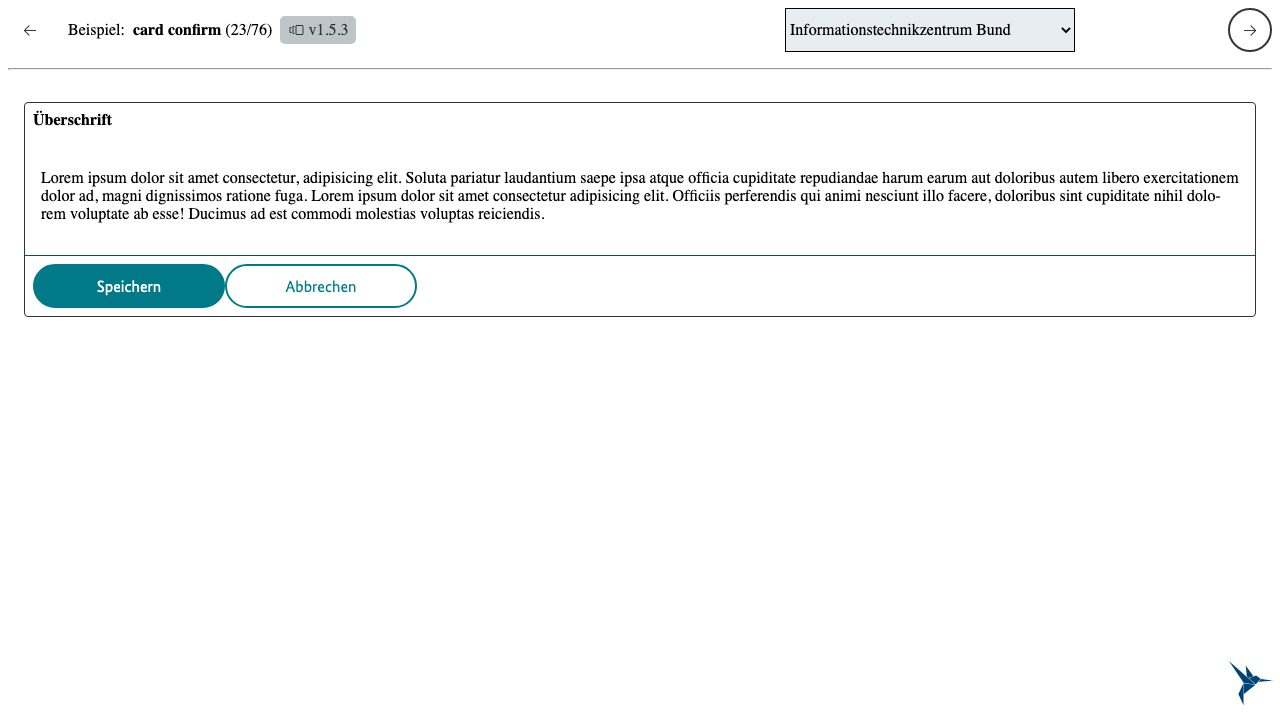 Beispiel: card confirm (23/76) v1.5.3
Informationstechnikzentrum Bund
Überschrift
Lorem ipsum dolor sit amet consectetur, adipisicing elit. Soluta pariatur laudantium saepe ipsa atque officia cupiditate repudiandae harum earum aut doloribus autem libero exercitationem
dolor ad, magni dignissimos ratione fuga. Lorem ipsum dolor sit amet consectetur adipisicing elit. Officiis perferendis qui animi nesciunt illo facere, doloribus sint cupiditate nihil dolo-
rem voluptate ab esse! Ducimus ad est commodi molestias voluptas reiciendis.
Speichern
Abbrechen